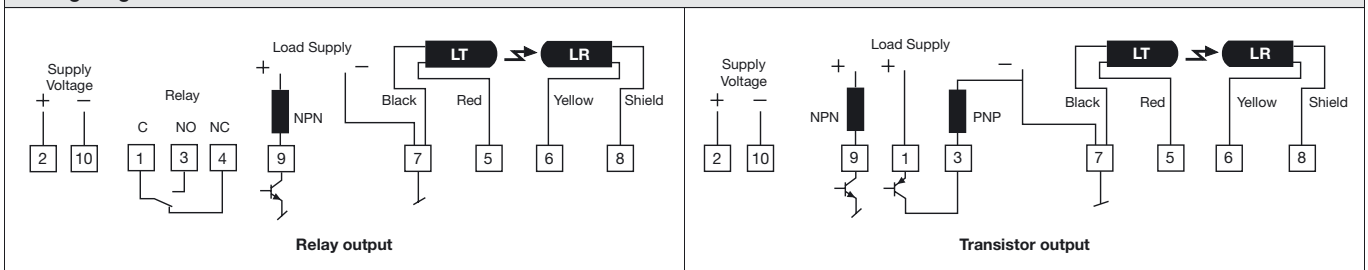 Supply
Voltage
+ −
Relay
C NO NC
Load Supply
+ −
NPN
LT LR
Black Red Yellow Shield
2 10 1 3 4 9 7 5 6 8
Relay output
Supply
Voltage
+ −
Load Supply
+ + −
NPN PNP
LT LR
Black Red Yellow Shield
2 10 9 1 3 7 5 6 8
Transistor output